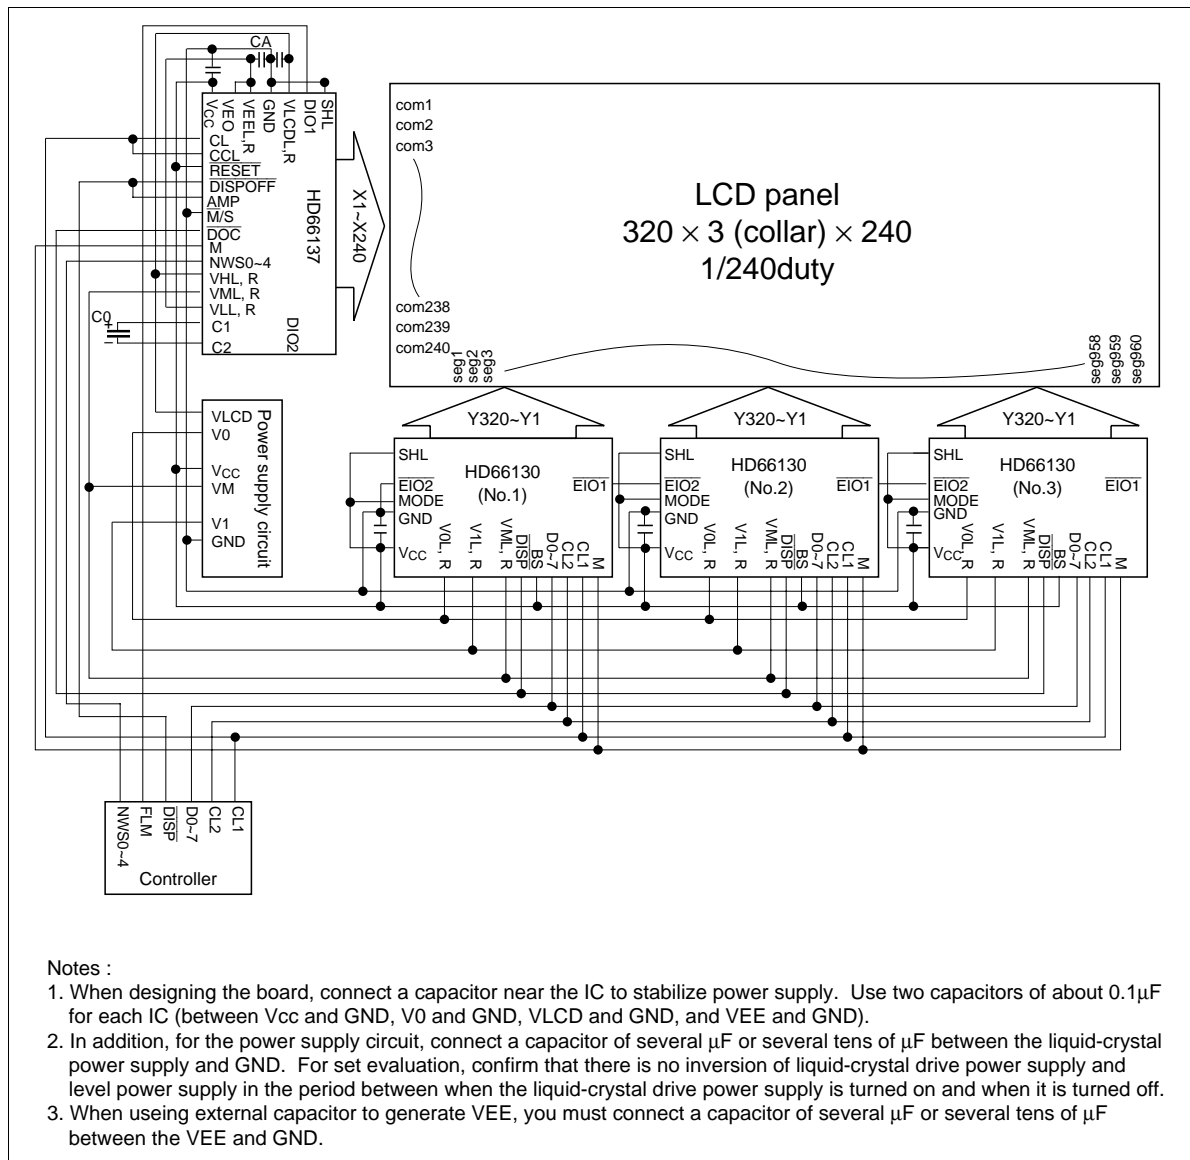 CA
VCC
VEO
VEEL,R
GND
VLCDL,R
DIO1
SHL
CL
CCL
RESET
DISPOFF
AMP
M/S
DOC
M
NWS0~4
VHL, R
VML, R
VLL, R
C1
C2
HD66137
DIO2
C0
+
−
X1~X240
com1
com2
com3
com238
com239
com240
seg1
seg2
seg3
seg958
seg959
seg960
LCD panel
320 × 3 (collar) × 240
1/240duty
VLCD
V0
VCC
VM
V1
GND
Power supply circuit
Y320~Y1
Y320~Y1
Y320~Y1
SHL
EIO2
MODE
GND
VCC
HD66130
(No.1)
EIO1
V0L, R
V1L, R
VML, R
DISP
BS
D0~7
CL2
CL1
M
SHL
EIO2
MODE
GND
VCC
HD66130
(No.2)
EIO1
V0L, R
V1L, R
VML, R
DISP
BS
D0~7
CL2
CL1
M
SHL
EIO2
MODE
GND
VCC
HD66130
(No.3)
EIO1
V0L, R
V1L, R
VML, R
DISP
BS
D0~7
CL2
CL1
M
NWS0~4
FLM
DISP
D0~7
CL2
CL1
Controller
Notes :
1. When designing the board, connect a capacitor near the IC to stabilize power supply. Use two capacitors of about 0.1µF
for each IC (between Vcc and GND, V0 and GND, VLCD and GND, and VEE and GND).
2. In addition, for the power supply circuit, connect a capacitor of several µF or several tens of µF between the liquid-crystal
power supply and GND. For set evaluation, confirm that there is no inversion of liquid-crystal drive power supply and
level power supply in the period between when the liquid-crystal drive power supply is turned on and when it is turned off.
3. When useing external capacitor to generate VEE, you must connect a capacitor of several µF or several tens of µF
between the VEE and GND.